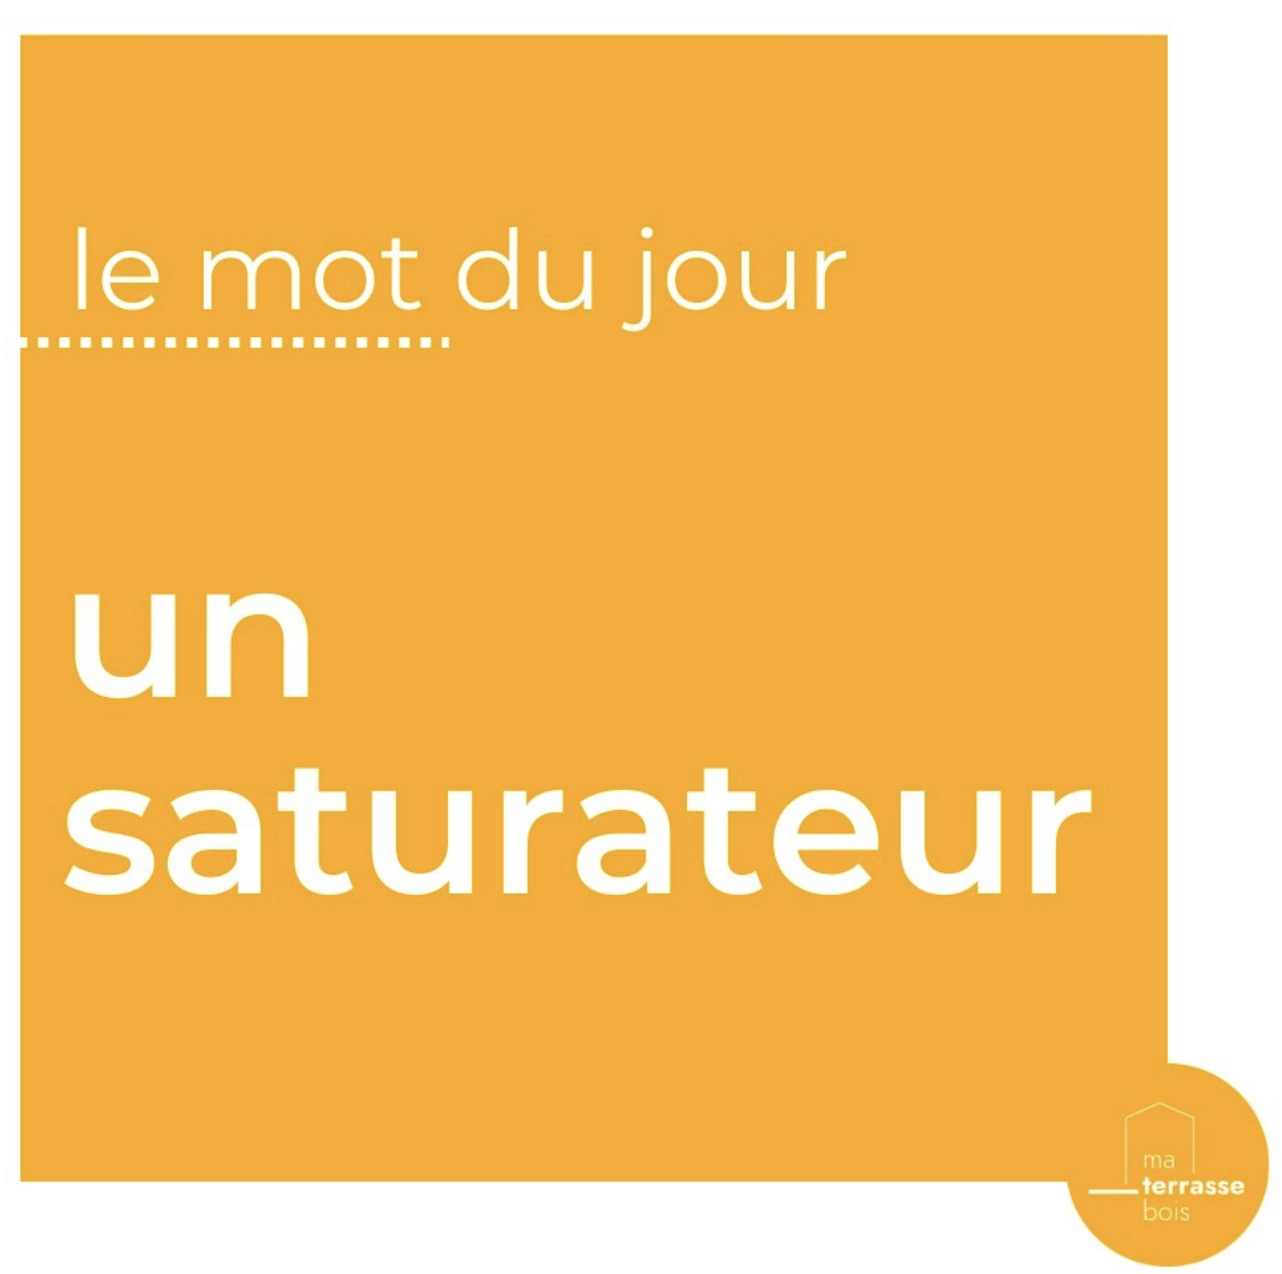 le mot du jour
un
saturateur
ma
terrasse
bois